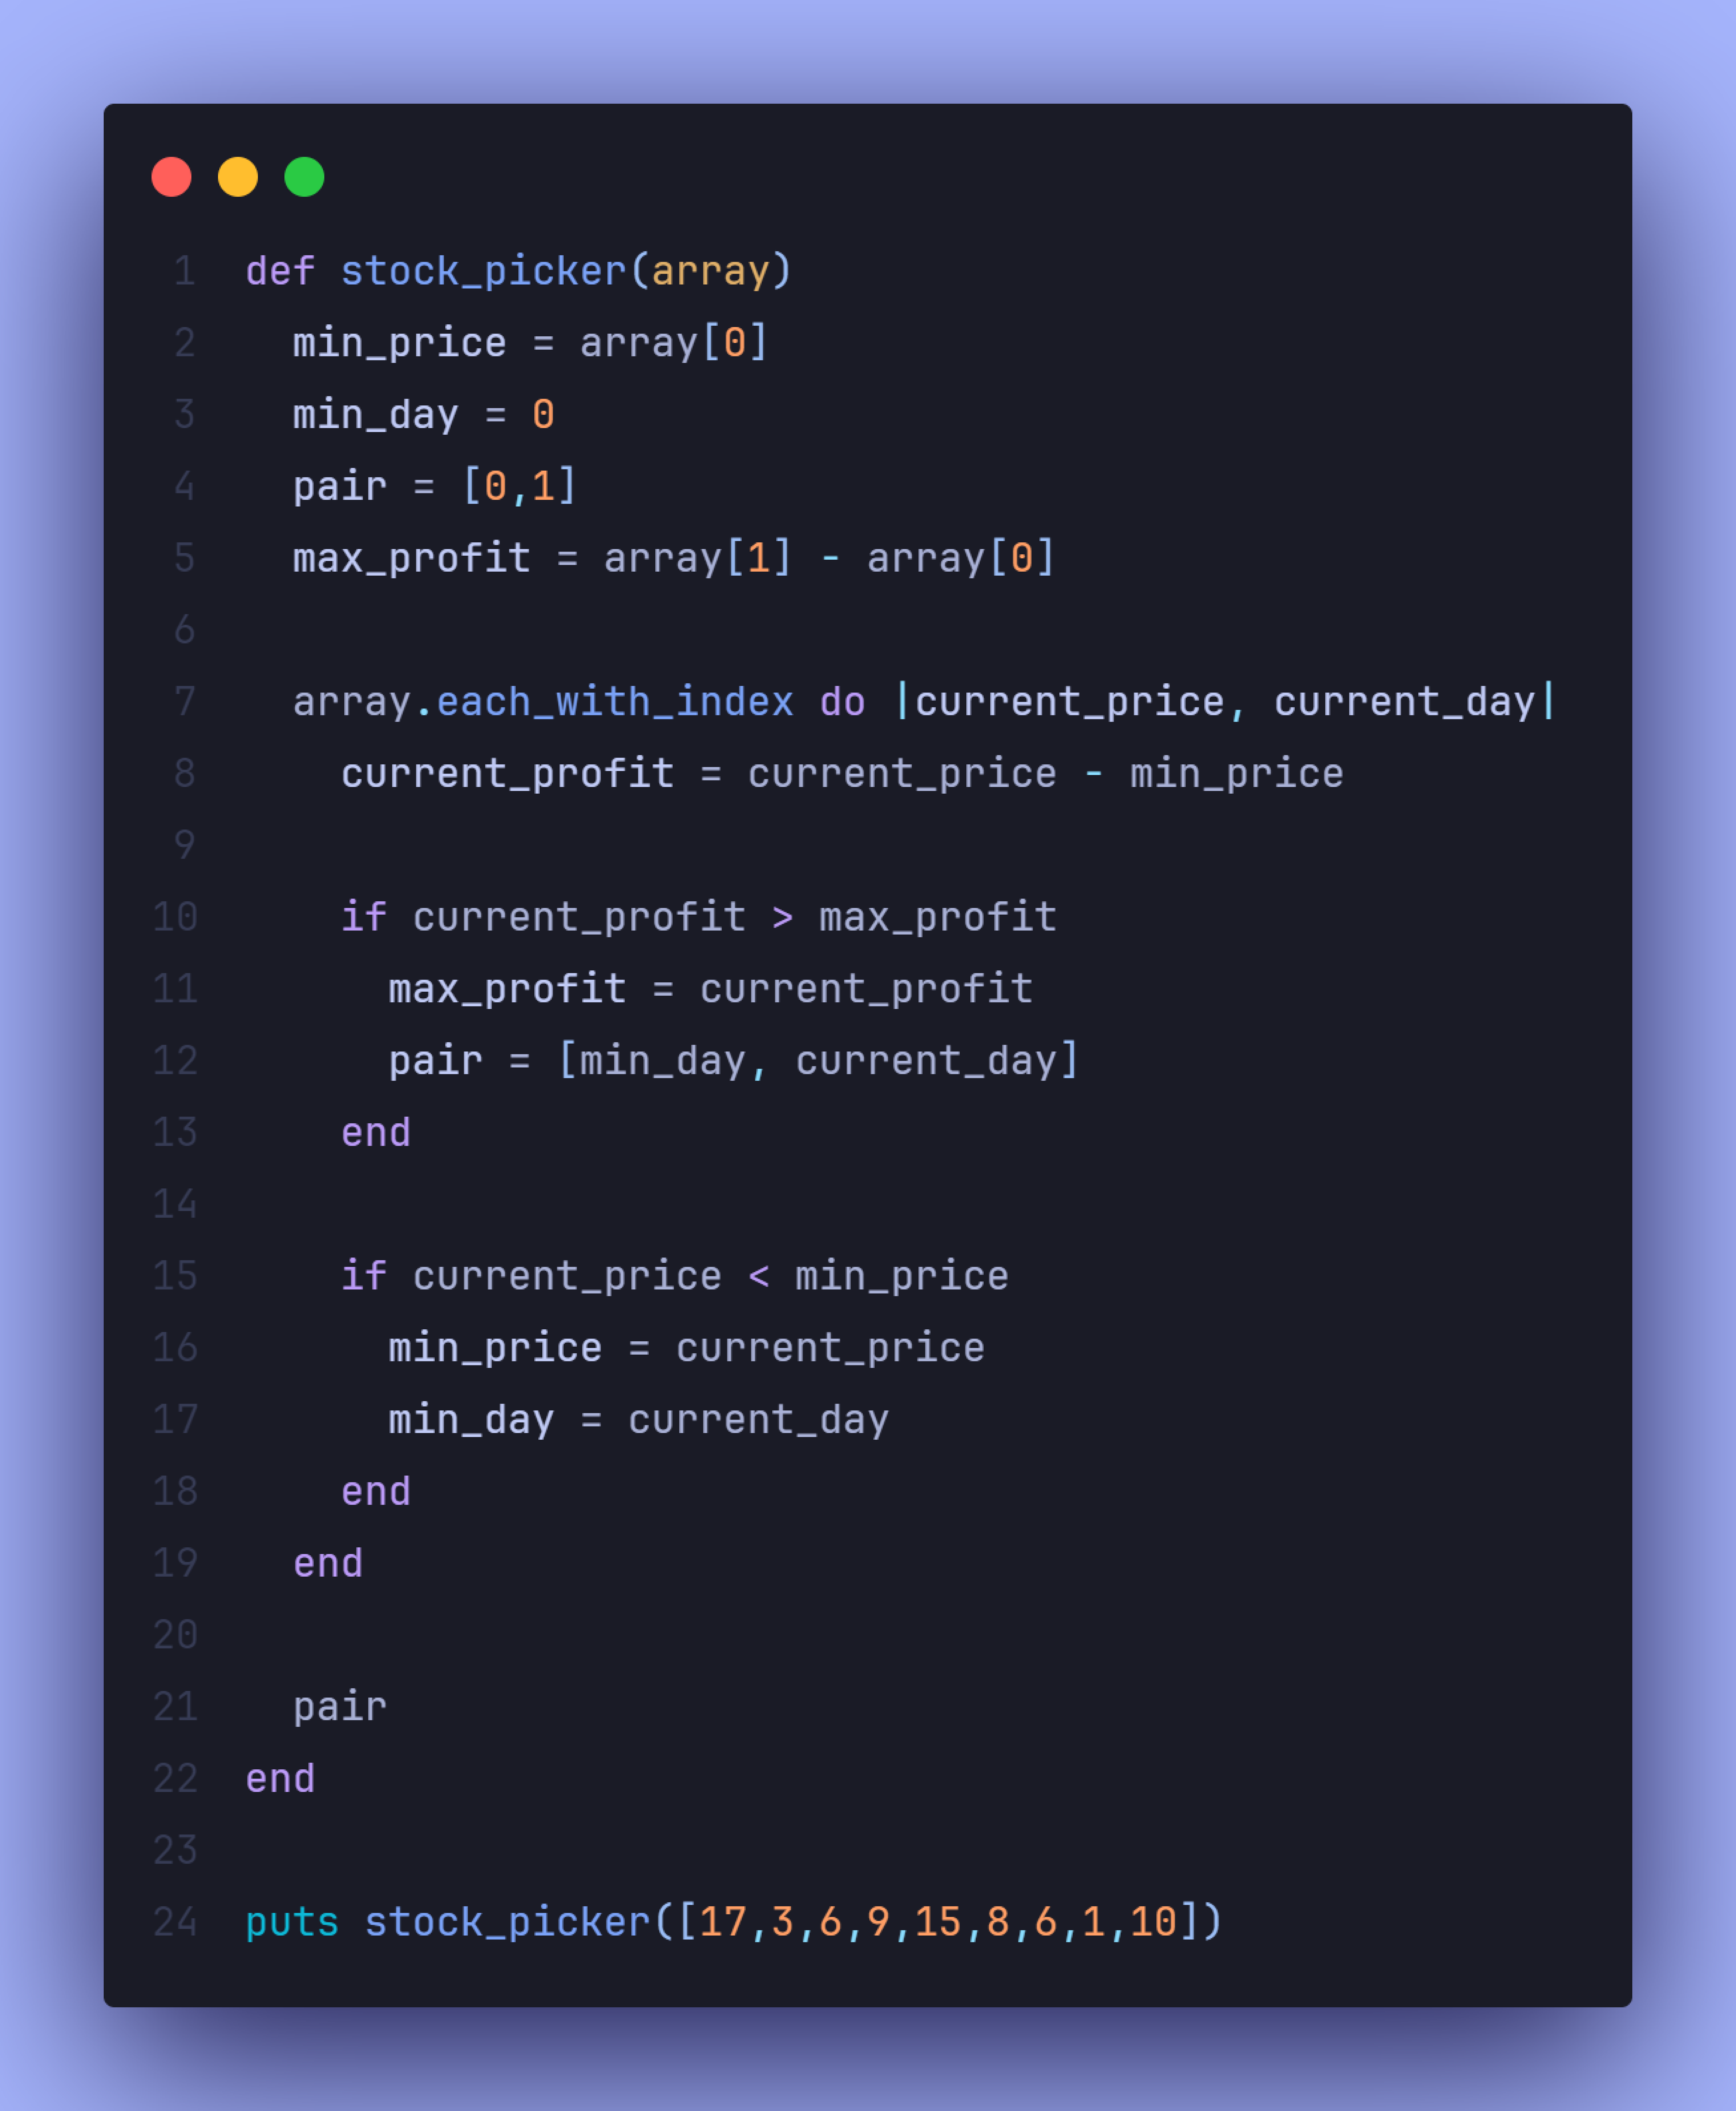 1 def stock_picker(array)
2   min_price = array[0]
3   min_day = 0
4   pair = [0,1]
5   max_profit = array[1] - array[0]
6
7   array.each_with_index do |current_price, current_day|
8     current_profit = current_price - min_price
9
10     if current_profit > max_profit
11       max_profit = current_profit
12       pair = [min_day, current_day]
13     end
14
15     if current_price < min_price
16       min_price = current_price
17       min_day = current_day
18     end
19   end
20
21   pair
22 end
23
24 puts stock_picker([17,3,6,9,15,8,6,1,10])